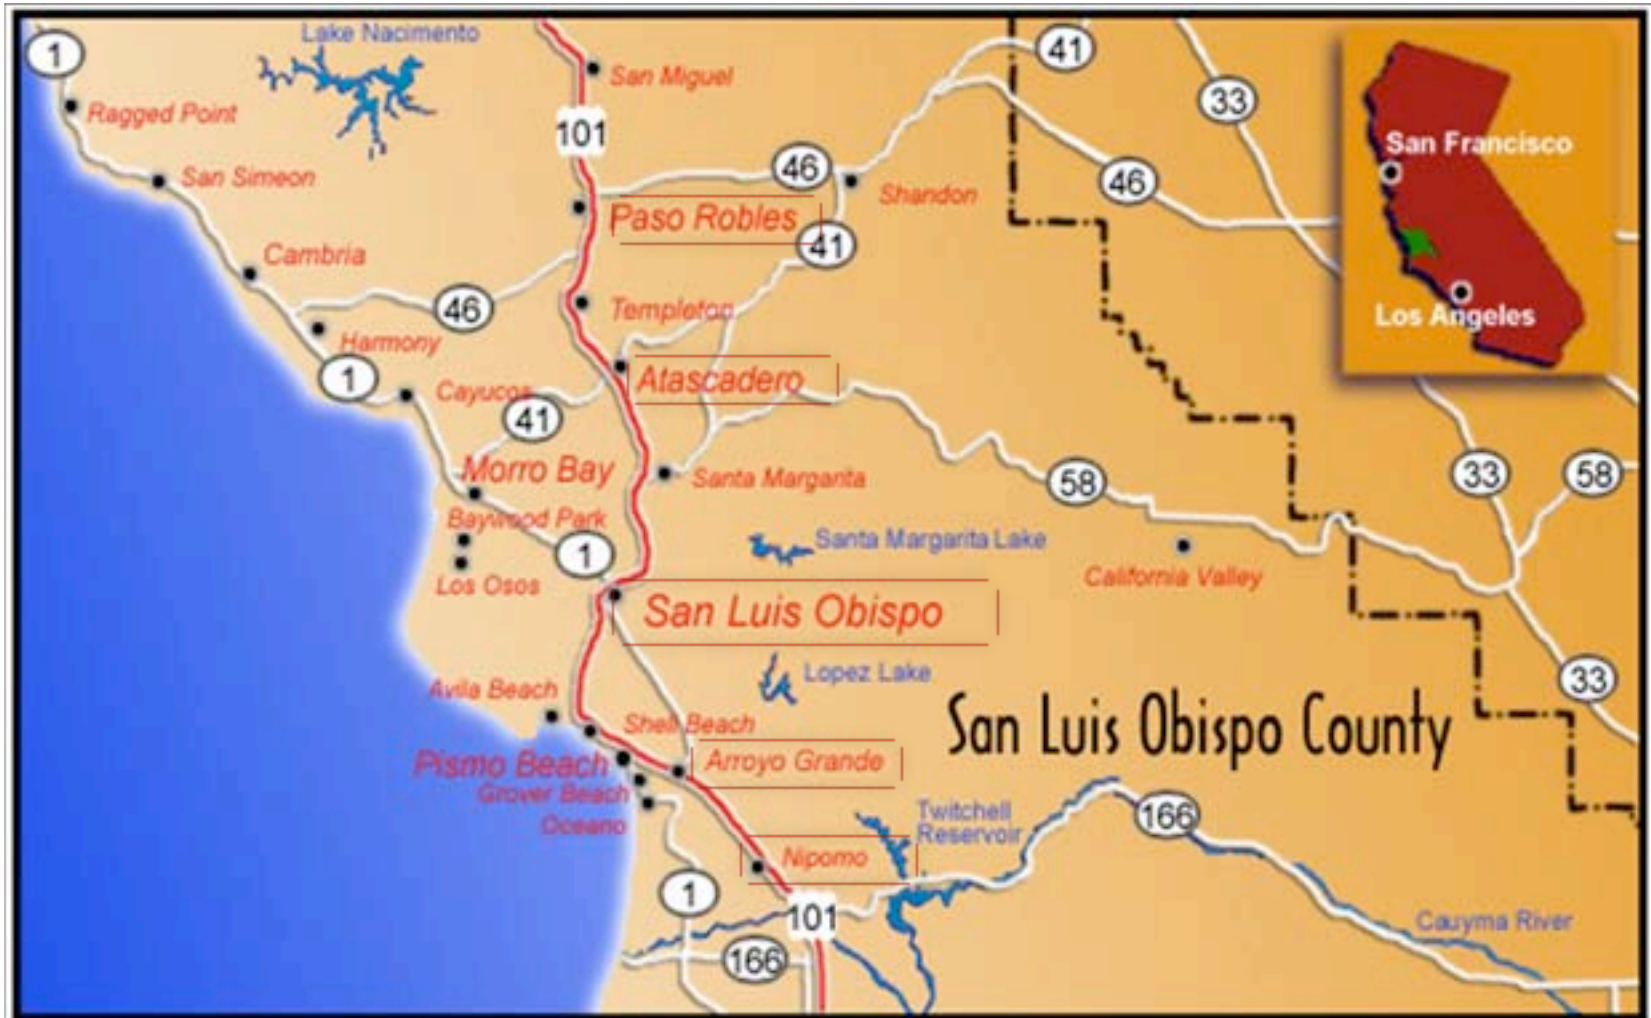 Lake Nacimento
1
41
San Miguel
33
Ragged Point
101
San Francisco
46
46
San Simeon
Shandon
Paso Robles
41
Cambria
46
Templeton
Los Angeles
Harmony
1
Atascadero
Cayucos
41
Morro Bay
Santa Margarita
58
33
58
Baywood Park
1
Santa Margarita Lake
California Valley
Los Osos
San Luis Obispo
Lopez Lake
33
Avila Beach
Shell Beach
San Luis Obispo County
Pismo Beach
Arroyo Grande
Grover Beach
Oceano
Twitchell
Reservoir
166
Nipomo
1
101
Cauyma River
166